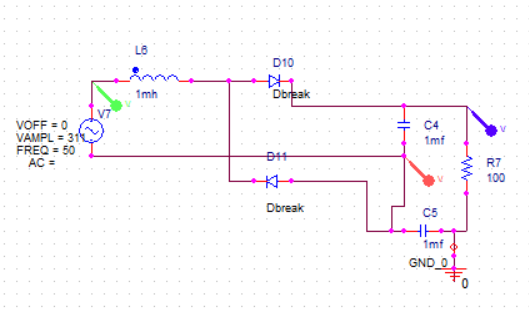 L6
1mh
D10
Dbreak
V
V7
VOFF = 0
VAMPL = 311
FREQ = 50
AC =
C4
1mf
V
R7
100
D11
Dbreak
V
C5
1mf
GND_0
0